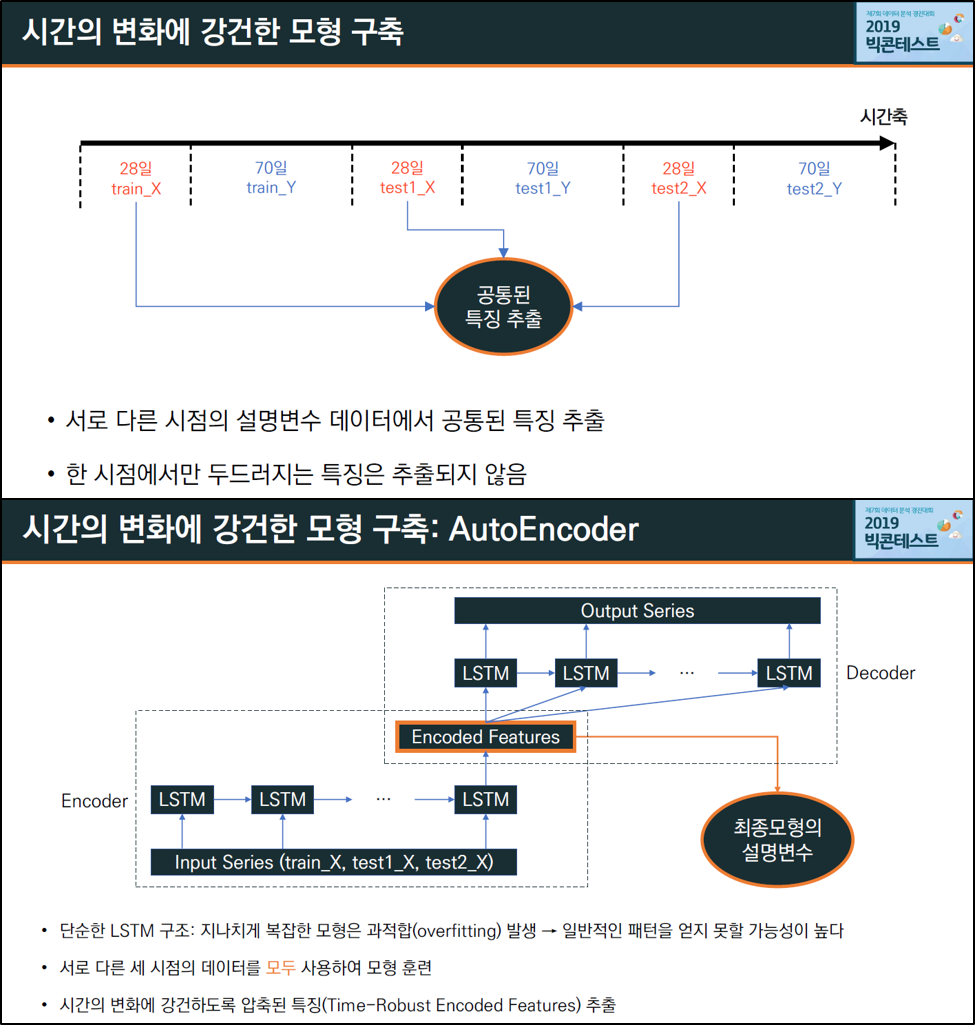 시간의 변화에 강건한 모형 구축
제7회 데이터 분석 경진대회
2019
빅콘테스트
시간축
28일
train_X
70일
train_Y
28일
test1_X
70일
test1_Y
28일
test2_X
70일
test2_Y
공통된
특징 추출
• 서로 다른 시점의 설명변수 데이터에서 공통된 특징 추출
• 한 시점에서만 두드러지는 특징은 추출되지 않음
시간의 변화에 강건한 모형 구축: AutoEncoder
제7회 데이터 분석 경진대회
2019
빅콘테스트
Output Series
LSTM
LSTM
...
LSTM
Decoder
Encoded Features
Encoder
LSTM
LSTM
...
LSTM
Input Series (train_X, test1_X, test2_X)
최종모형의
설명변수
• 단순한 LSTM 구조: 지나치게 복잡한 모형은 과적합(overfitting) 발생 → 일반적인 패턴을 얻지 못할 가능성이 높다
• 서로 다른 세 시점의 데이터를 모두 사용하여 모형 훈련
• 시간의 변화에 강건하도록 압축된 특징(Time-Robust Encoded Features) 추출